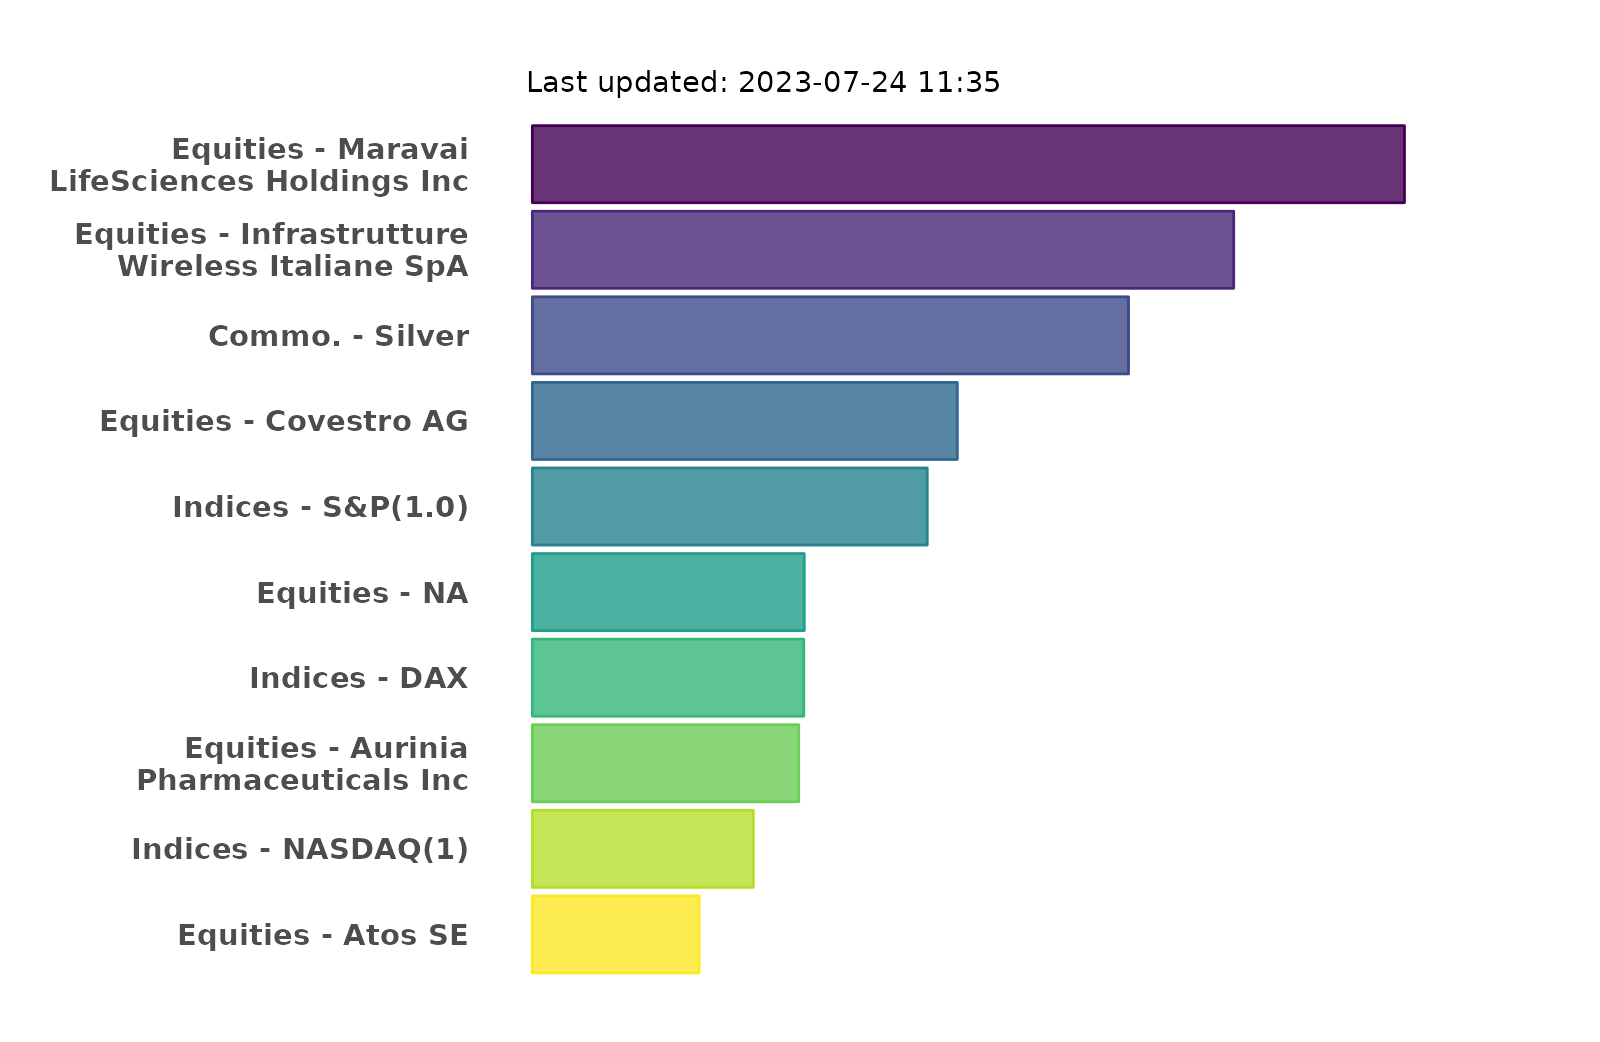 Last updated: 2023-07-24 11:35
Equities - Maravai
LifeSciences Holdings Inc
Equities - Infrastrutture
Wireless Italiane SpA
Commo. - Silver
Equities - Covestro AG
Indices - S&P(1.0)
Equities - NA
Indices - DAX
Equities - Aurinia
Pharmaceuticals Inc
Indices - NASDAQ(1)
Equities - Atos SE